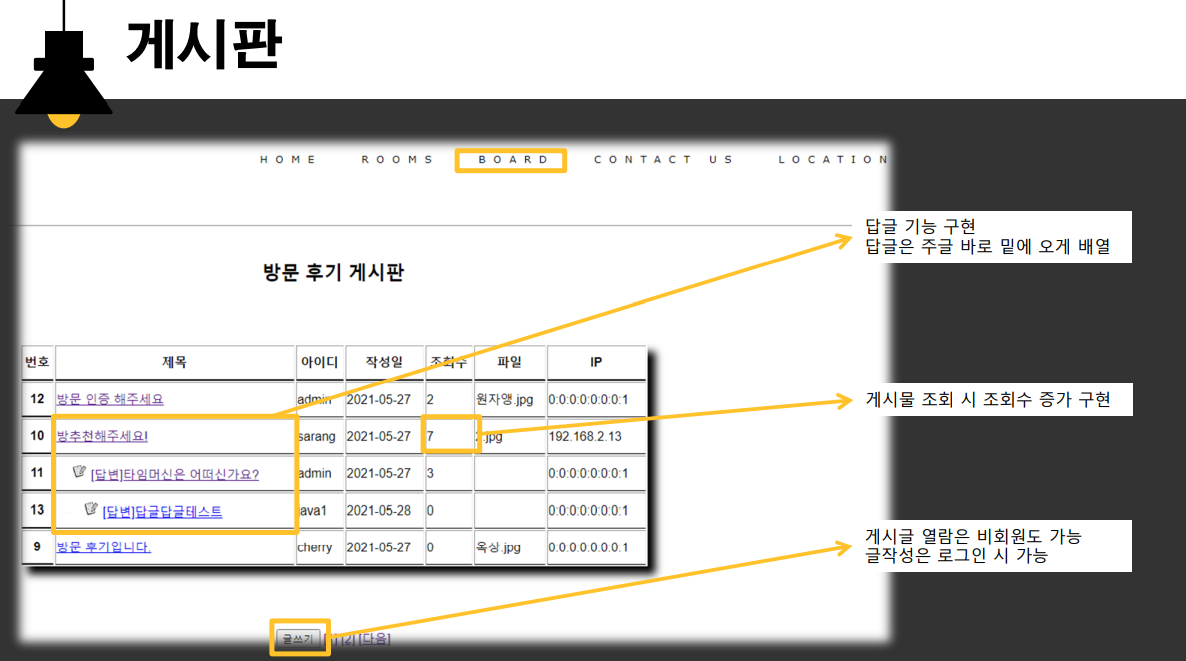 게시판
HOME ROOMS BOARD CONTACT US LOCATION
답글 기능 구현
답글은 주글 바로 밑에 오게 배열
방문 후기 게시판
번호 제목 아이디 작성일 조회수 파일 IP
12 방문 인증 해주세요 admin 2021-05-27 2 원자앵.jpg 0:0:0:0:0:0:0:1
10 방추천해주세요! sarang 2021-05-27 7 2.jpg 192.168.2.13
게시물 조회 시 조회수 증가 구현
11 [답변]타임머신은 어떠신가요? admin 2021-05-27 3 0:0:0:0:0:0:0:1
13 [답변]답글답글테스트 java1 2021-05-28 0 0:0:0:0:0:0:0:1
9 방문 후기입니다. cherry 2021-05-27 0 옥상.jpg 0:0:0:0:0:0:0:1
게시글 열람은 비회원도 가능
글작성은 로그인 시 가능
글쓰기 [2] [다음]